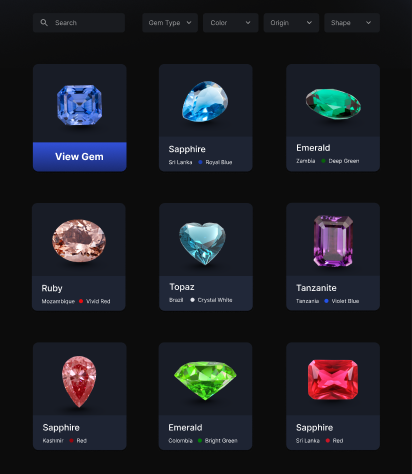 Search Gem Type Color Origin Shape
View Gem
Sapphire
Sri Lanka Royal Blue
Emerald
Zambia Deep Green
Ruby
Mozambique Vivid Red
Topaz
Brazil Crystal White
Tanzanite
Tanzania Violet Blue
Sapphire
Kashmir Red
Emerald
Colombia Bright Green
Sapphire
Sri Lanka Red